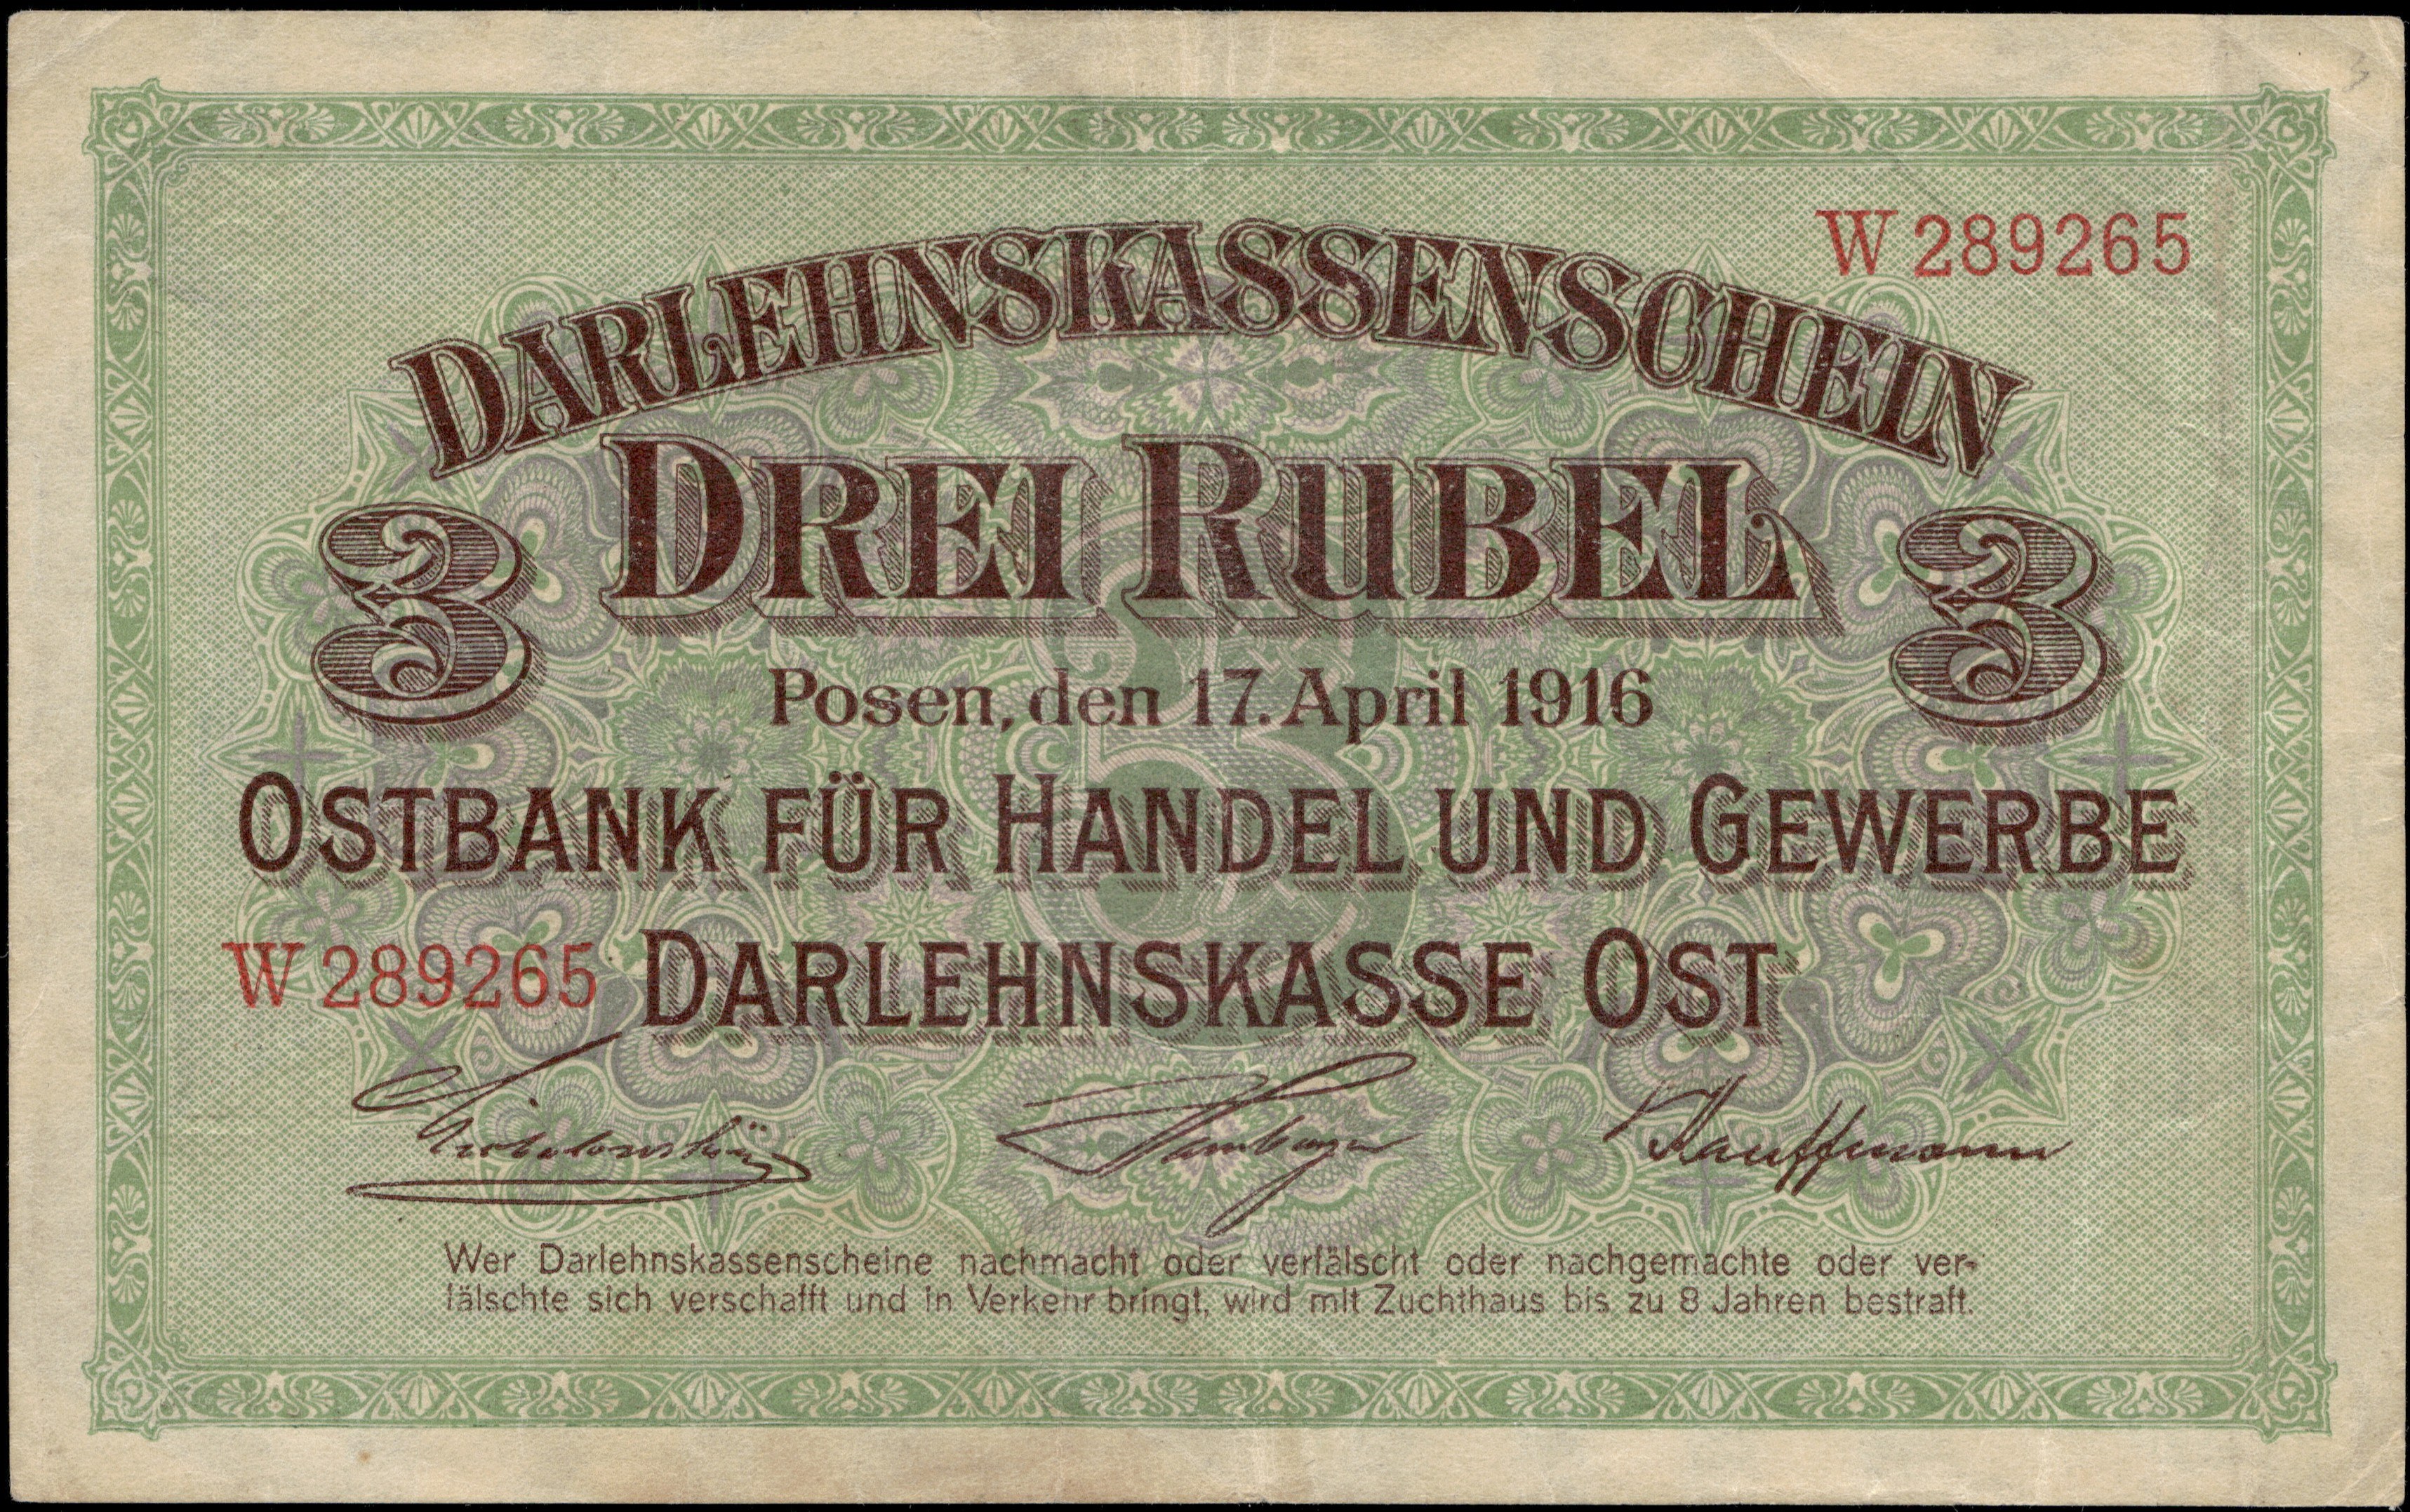 W 289265
DARLEHNSKASSENSCHEIN
3 DREI RUBEL 3
Posen, den 17. April 1916
OSTBANK FÜR HANDEL UND GEWERBE
W 289265 DARLEHNSKASSE OST
Hamburger Kauffmann
Wer Darlehnskassenscheine nachmacht oder verfälscht oder nachgemachte oder ver-
fälschte sich verschafft und in Verkehr bringt, wird mit Zuchthaus bis zu 8 Jahren bestraft.